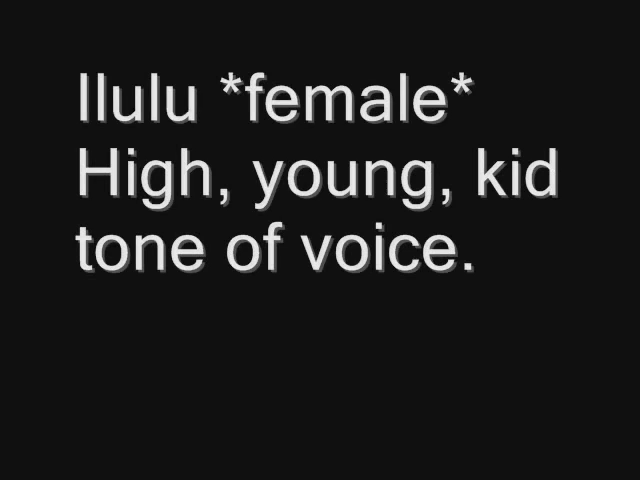 Ilulu *female*
High, young, kid
tone of voice.